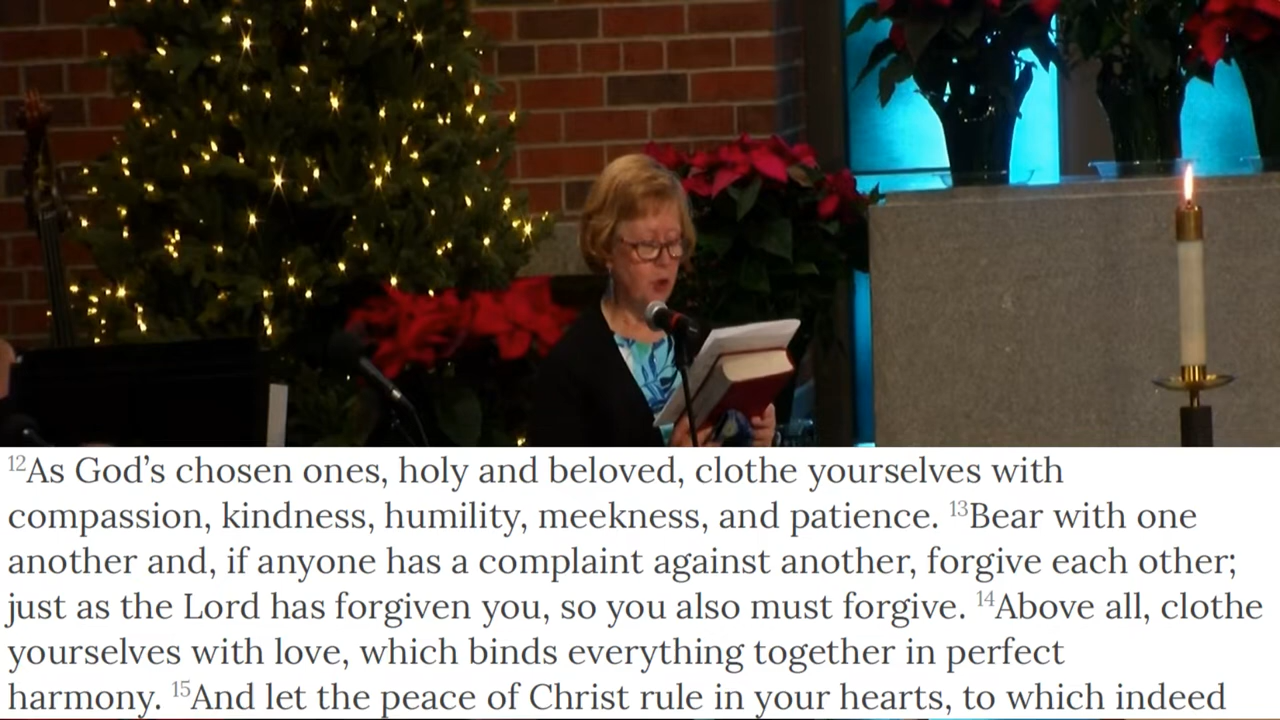 12As God’s chosen ones, holy and beloved, clothe yourselves with
compassion, kindness, humility, meekness, and patience. 13Bear with one
another and, if anyone has a complaint against another, forgive each other;
just as the Lord has forgiven you, so you also must forgive. 14Above all, clothe
yourselves with love, which binds everything together in perfect
harmony. 15And let the peace of Christ rule in your hearts, to which indeed